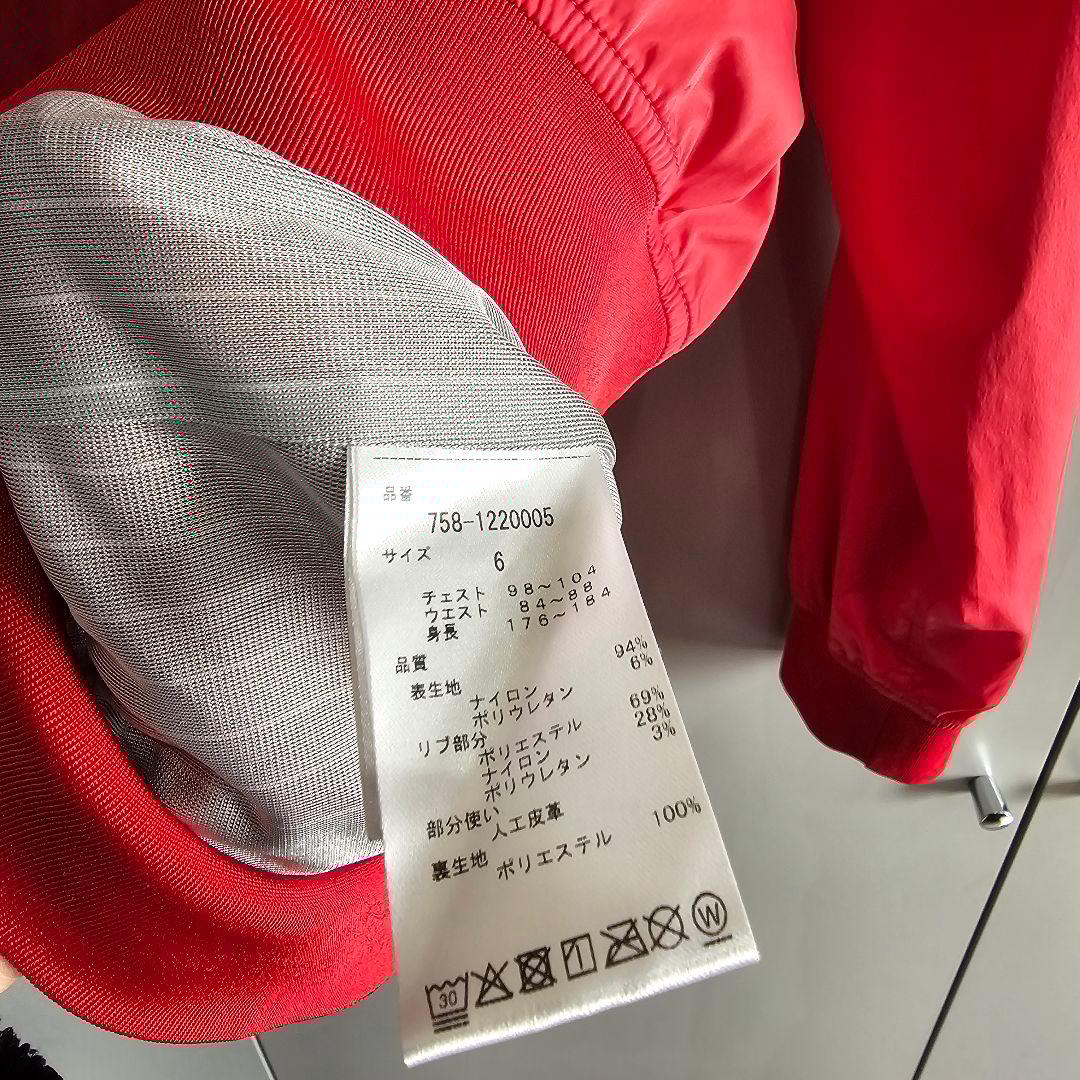 品番
758-1220005
サイズ 6
チェスト 98～104
ウエスト 84～88
身長 176～184
品質
表生地
ナイロン 94%
ポリウレタン 6%
リブ部分
ポリエステル 69%
ナイロン 28%
ポリウレタン 3%
部分使い
人工皮革
裏生地
ポリエステル 100%
30 W